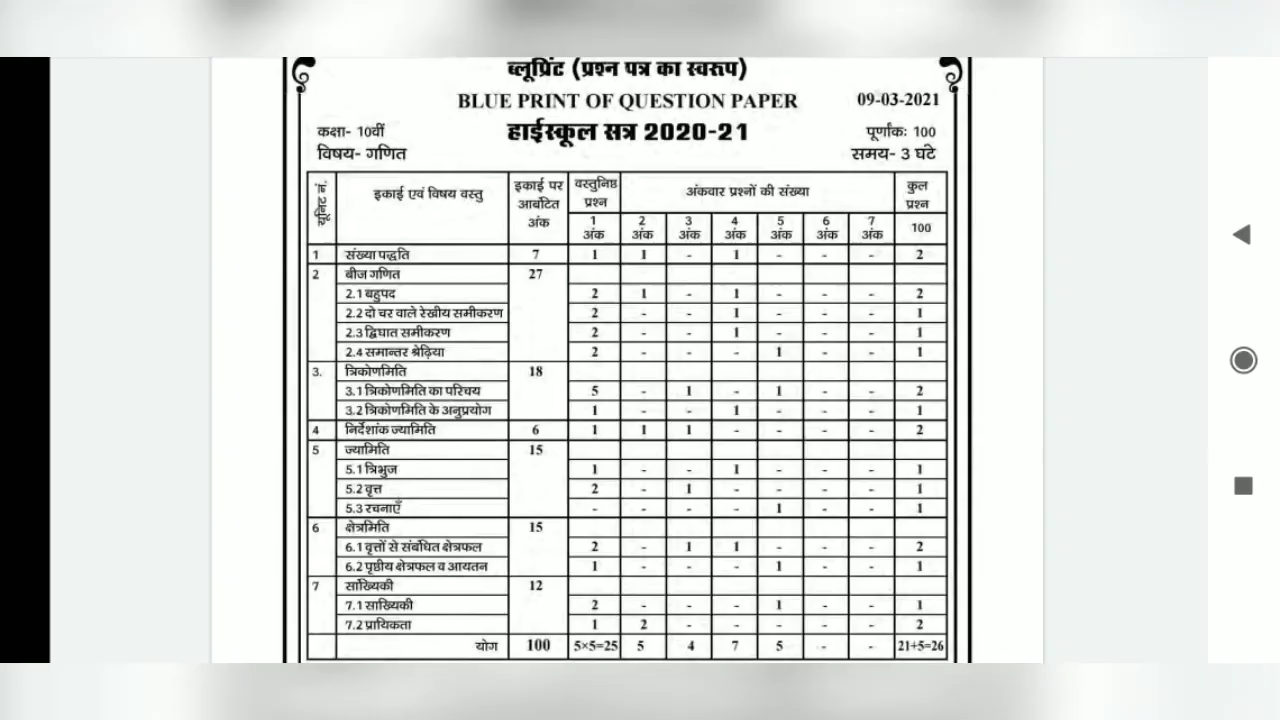 ब्लूप्रिंट (प्रश्न पत्र का स्वरूप)
BLUE PRINT OF QUESTION PAPER 09-03-2021
कक्षा- 10वीं हाईस्कूल सत्र 2020-21 पूर्णांकः 100
विषय- गणित समय- 3 घंटे
यूनिट नं. इकाई एवं विषय वस्तु इकाई पर आबंटित अंक वस्तुनिष्ठ प्रश्न अंकवार प्रश्नों की संख्या कुल प्रश्न
1 अंक 2 अंक 3 अंक 4 अंक 5 अंक 6 अंक 7 अंक 100
1 संख्या पद्धति 7 1 1 - 1 - - - 2
2 बीज गणित 27
2.1 बहुपद 2 1 - 1 - - - 2
2.2 दो चर वाले रेखीय समीकरण 2 - - 1 - - - 1
2.3 द्विघात समीकरण 2 - - 1 - - - 1
2.4 समान्तर श्रेढ़िया 2 - - - 1 - - 1
3. त्रिकोणमिति 18
3.1 त्रिकोणमिति का परिचय 5 - 1 - 1 - - 2
3.2 त्रिकोणमिति के अनुप्रयोग 1 - - 1 - - - 1
4 निर्देशांक ज्यामिति 6 1 1 1 - - - - 2
5 ज्यामिति 15
5.1 त्रिभुज 1 - - 1 - - - 1
5.2 वृत्त 2 - 1 - - - - 1
5.3 रचनाएँ - - - - 1 - - 1
6 क्षेत्रमिति 15
6.1 वृत्तों से संबंधित क्षेत्रफल 2 - 1 1 - - - 2
6.2 पृष्ठीय क्षेत्रफल व आयतन 1 - - - 1 - - 1
7 सांख्यिकी 12
7.1 सांख्यिकी 2 - - - 1 - - 1
7.2 प्रायिकता 1 2 - - - - - 2
योग 100 5×5=25 5 4 7 5 - - 21+5=26